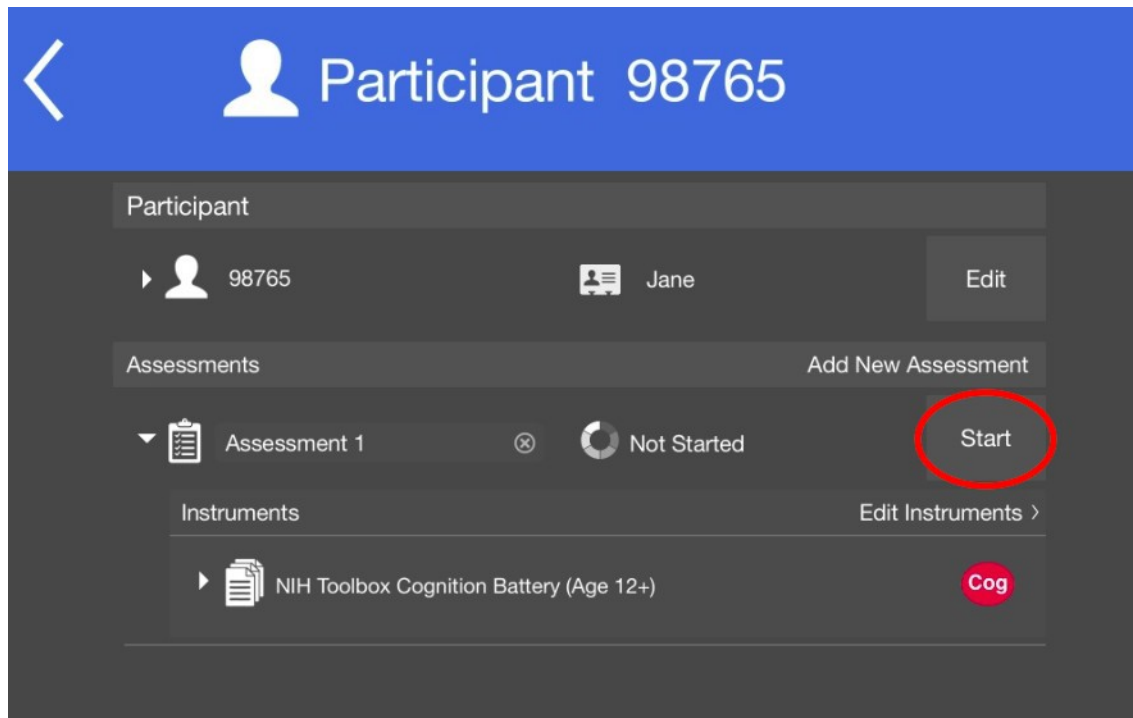 Participant 98765
Participant
98765 Jane Edit
Assessments Add New Assessment
Assessment 1 Not Started Start
Instruments Edit Instruments >
NIH Toolbox Cognition Battery (Age 12+) Cog